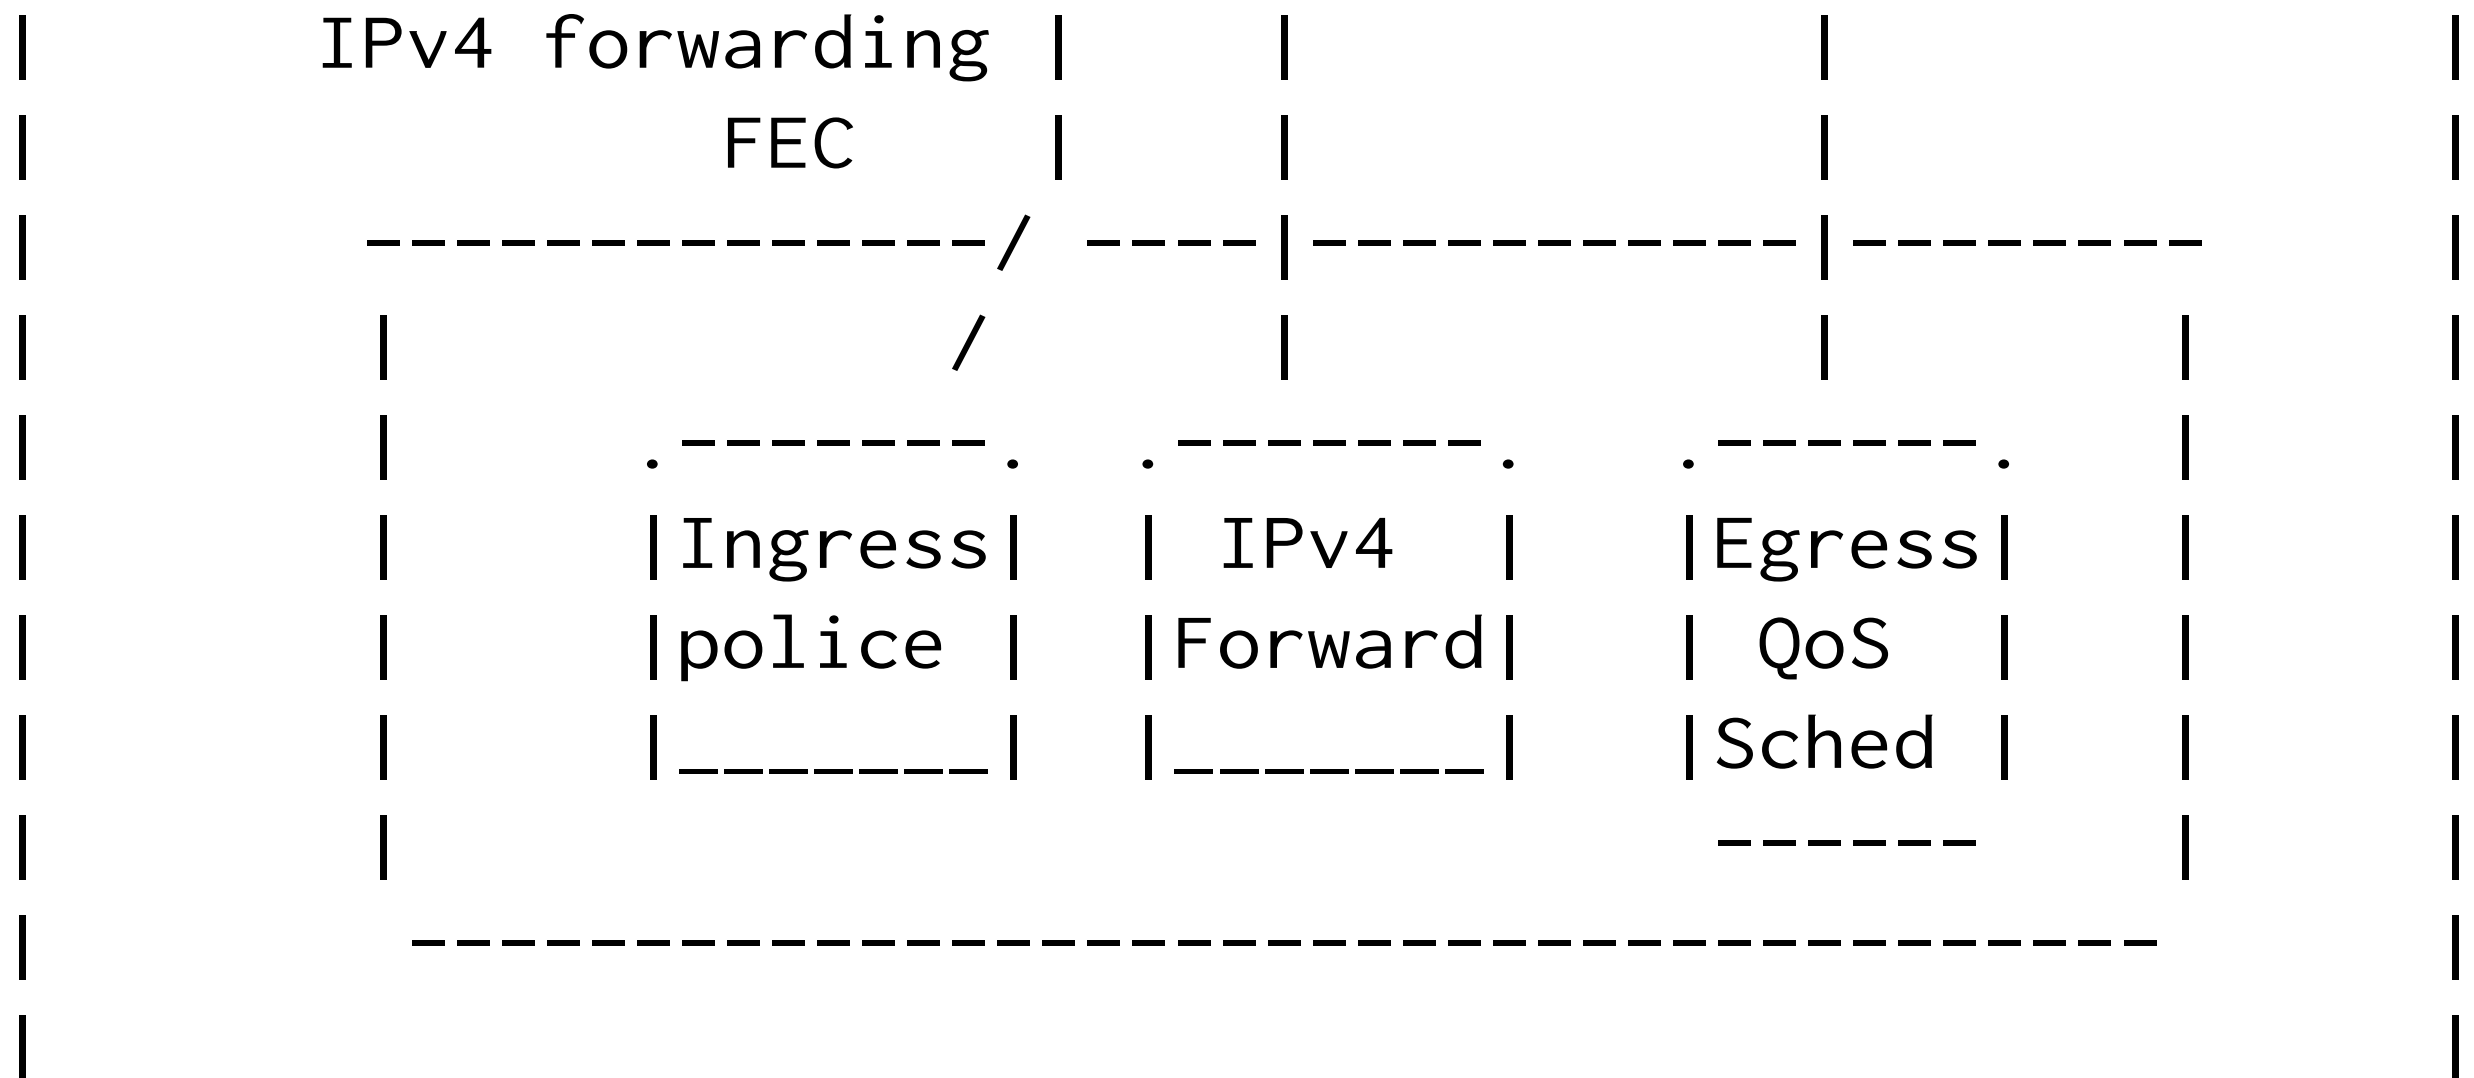 IPv4 forwarding
FEC
Ingress IPv4 Egress
police Forward QoS
Sched